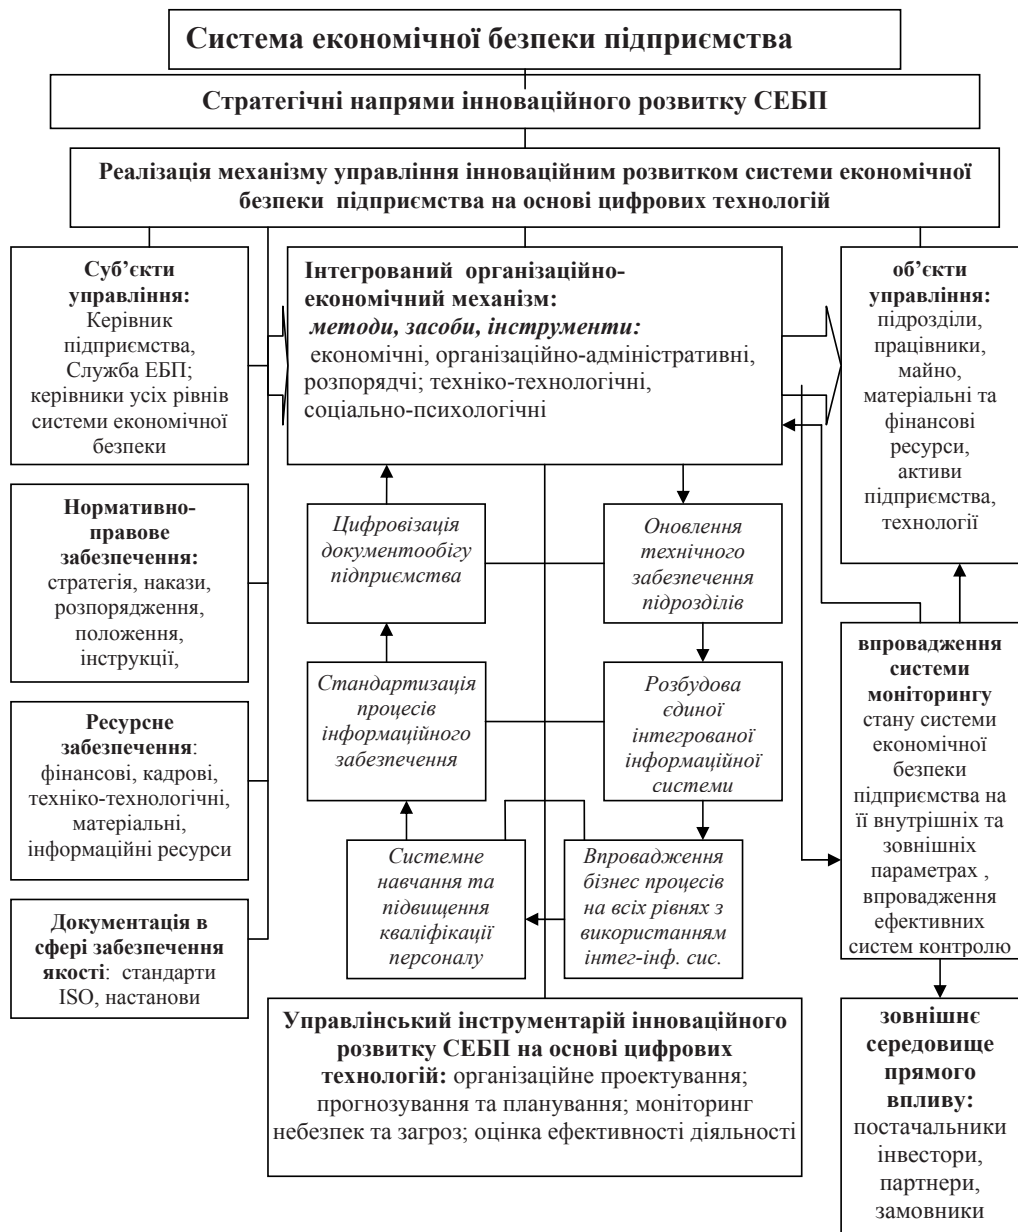 Система економічної безпеки підприємства
Стратегічні напрями інноваційного розвитку СЕБП
Реалізація механізму управління інноваційним розвитком системи економічної
безпеки підприємства на основі цифрових технологій
Суб’єкти
управління:
Керівник
підприємства,
Служба ЕБП;
керівники усіх рівнів
системи економічної
безпеки
Нормативно-
правове
забезпечення:
стратегія, накази,
розпорядження,
положення,
інструкції,
Ресурсне
забезпечення:
фінансові, кадрові,
техніко-технологічні,
матеріальні,
інформаційні ресурси
Документація в
сфері забезпечення
якості: стандарти
ISO, настанови
Інтегрований організаційно-
економічний механізм:
методи, засоби, інструменти:
економічні, організаційно-адміністративні,
розпорядчі; техніко-технологічні,
соціально-психологічні
Цифровізація
документообігу
підприємства
Оновлення
технічного
забезпечення
підрозділів
Стандартизація
процесів
інформаційного
забезпечення
Розбудова
єдиної
інтегрованої
інформаційної
системи
Системне
навчання та
підвищення
кваліфікації
персоналу
Впровадження
бізнес процесів
на всіх рівнях з
використанням
інтег-інф. сис.
Управлінський інструментарій інноваційного
розвитку СЕБП на основі цифрових
технологій: організаційне проектування;
прогнозування та планування; моніторинг
небезпек та загроз; оцінка ефективності діяльності
об’єкти
управління:
підрозділи,
працівники,
майно,
матеріальні та
фінансові
ресурси,
активи
підприємства,
технології
впровадження
системи
моніторингу
стану системи
економічної
безпеки
підприємства на
її внутрішніх та
зовнішніх
параметрах ,
впровадження
ефективних
систем контролю
зовнішнє
середовище
прямого
впливу:
постачальники
інвестори,
партнери,
замовники